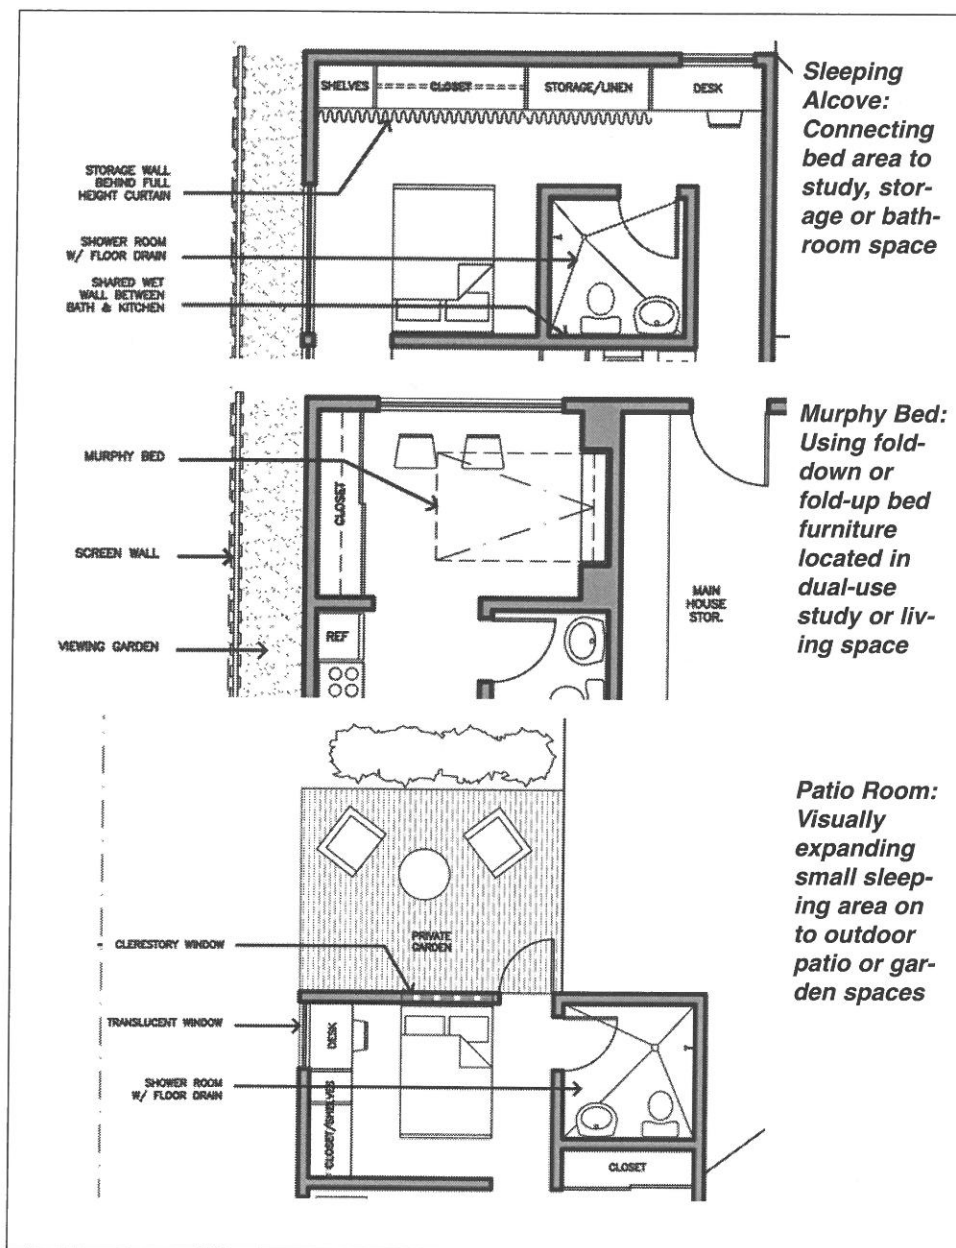 SHELVES
CLOSET
STORAGE/LINEN
DESK
STORAGE WALL
BEHIND FULL
HEIGHT CURTAIN
SHOWER ROOM
W/ FLOOR DRAIN
SHARED WET
WALL BETWEEN
BATH & KITCHEN
Sleeping
Alcove:
Connecting
bed area to
study, stor-
age or bath-
room space
MURPHY BED
CLOSET
SCREEN WALL
VIEWING GARDEN
REF
MAIN
HOUSE
STOR.
Murphy Bed:
Using fold-
down or
fold-up bed
furniture
located in
dual-use
study or liv-
ing space
PRIVATE
GARDEN
CLERESTORY WINDOW
TRANSLUCENT WINDOW
DESK
SHOWER ROOM
W/ FLOOR DRAIN
CLOSET/SHELVES
CLOSET
Patio Room:
Visually
expanding
small sleep-
ing area on
to outdoor
patio or gar-
den spaces